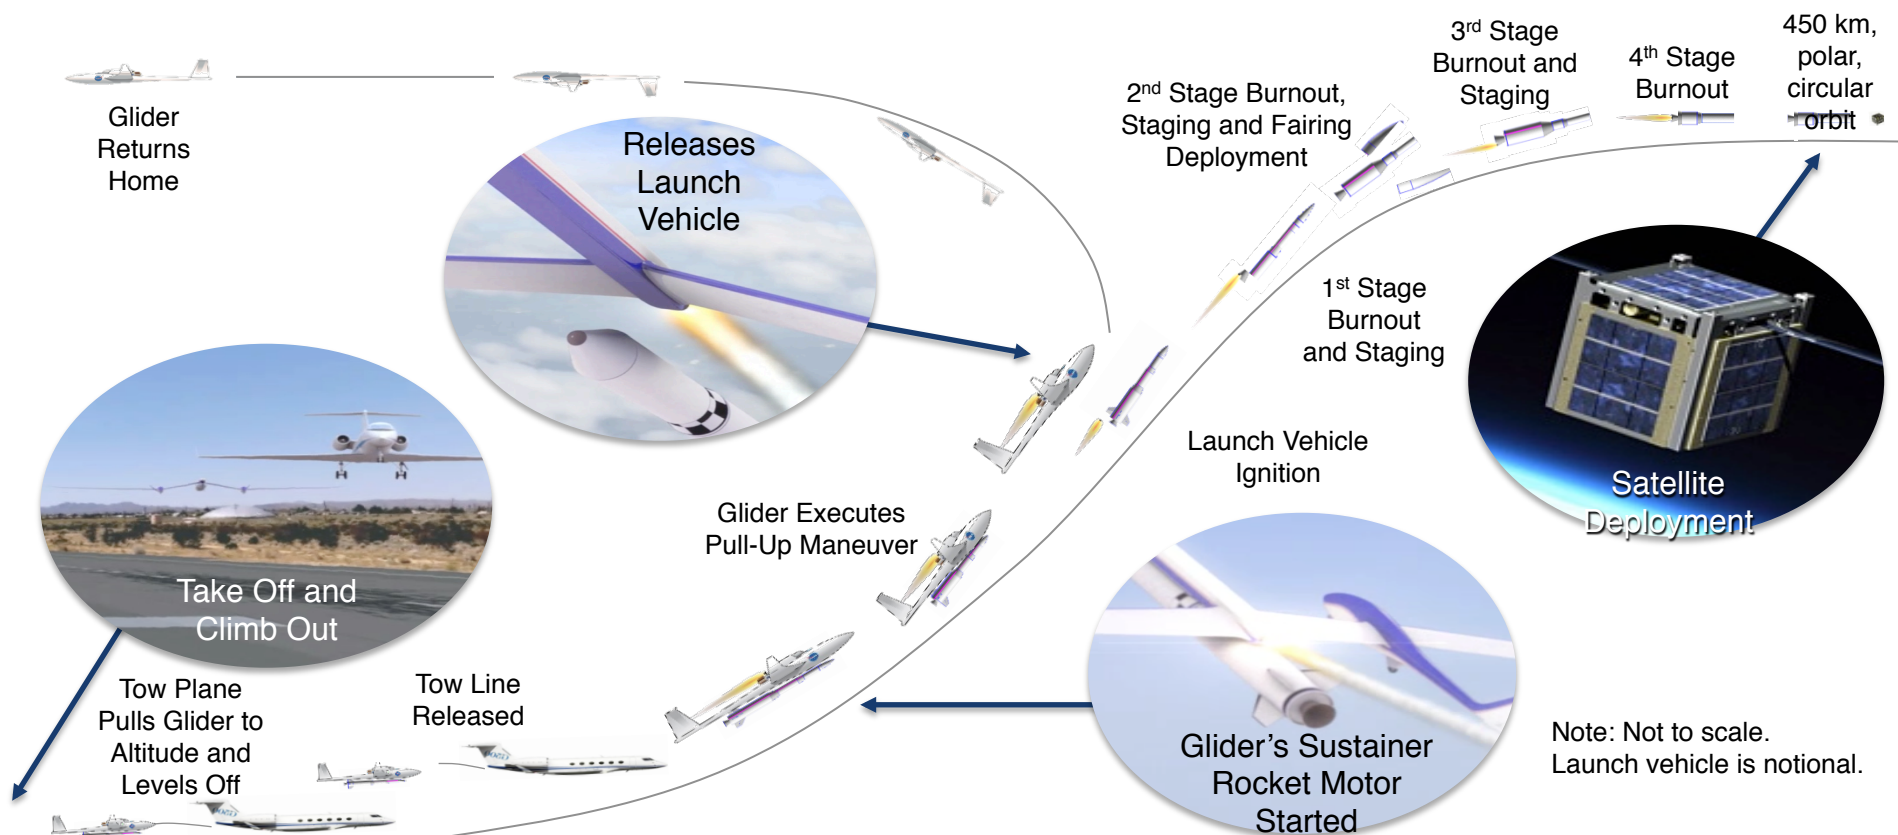 Glider
Returns
Home
Releases
Launch
Vehicle
2nd Stage Burnout,
Staging and Fairing
Deployment
3rd Stage
Burnout and
Staging
4th Stage
Burnout
450 km,
polar,
circular
orbit
1st Stage
Burnout
and Staging
Launch Vehicle
Ignition
Satellite
Deployment
Glider Executes
Pull-Up Maneuver
Take Off and
Climb Out
Tow Plane
Pulls Glider to
Altitude and
Levels Off
Tow Line
Released
Glider’s Sustainer
Rocket Motor
Started
Note: Not to scale.
Launch vehicle is notional.